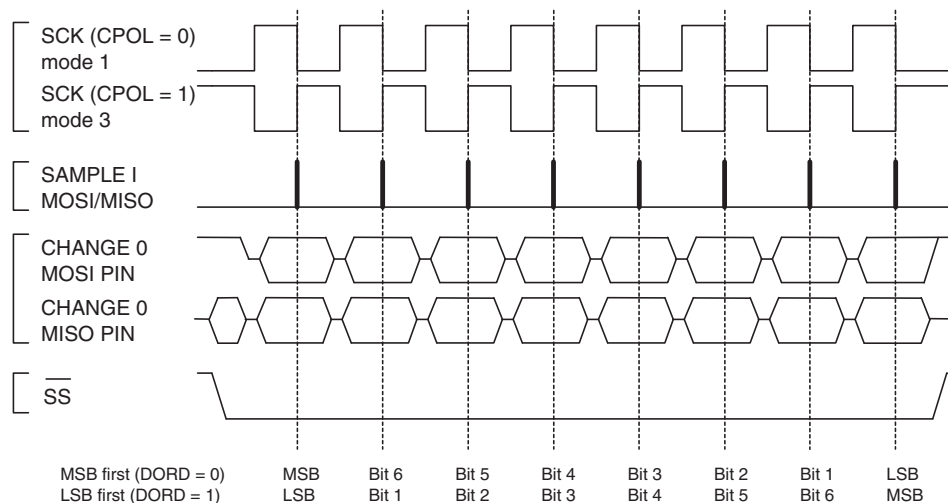 SCK (CPOL = 0)
mode 1
SCK (CPOL = 1)
mode 3
SAMPLE I
MOSI/MISO
CHANGE 0
MOSI PIN
CHANGE 0
MISO PIN
SS
MSB first (DORD = 0) MSB Bit 6 Bit 5 Bit 4 Bit 3 Bit 2 Bit 1 LSB
LSB first (DORD = 1) LSB Bit 1 Bit 2 Bit 3 Bit 4 Bit 5 Bit 6 MSB